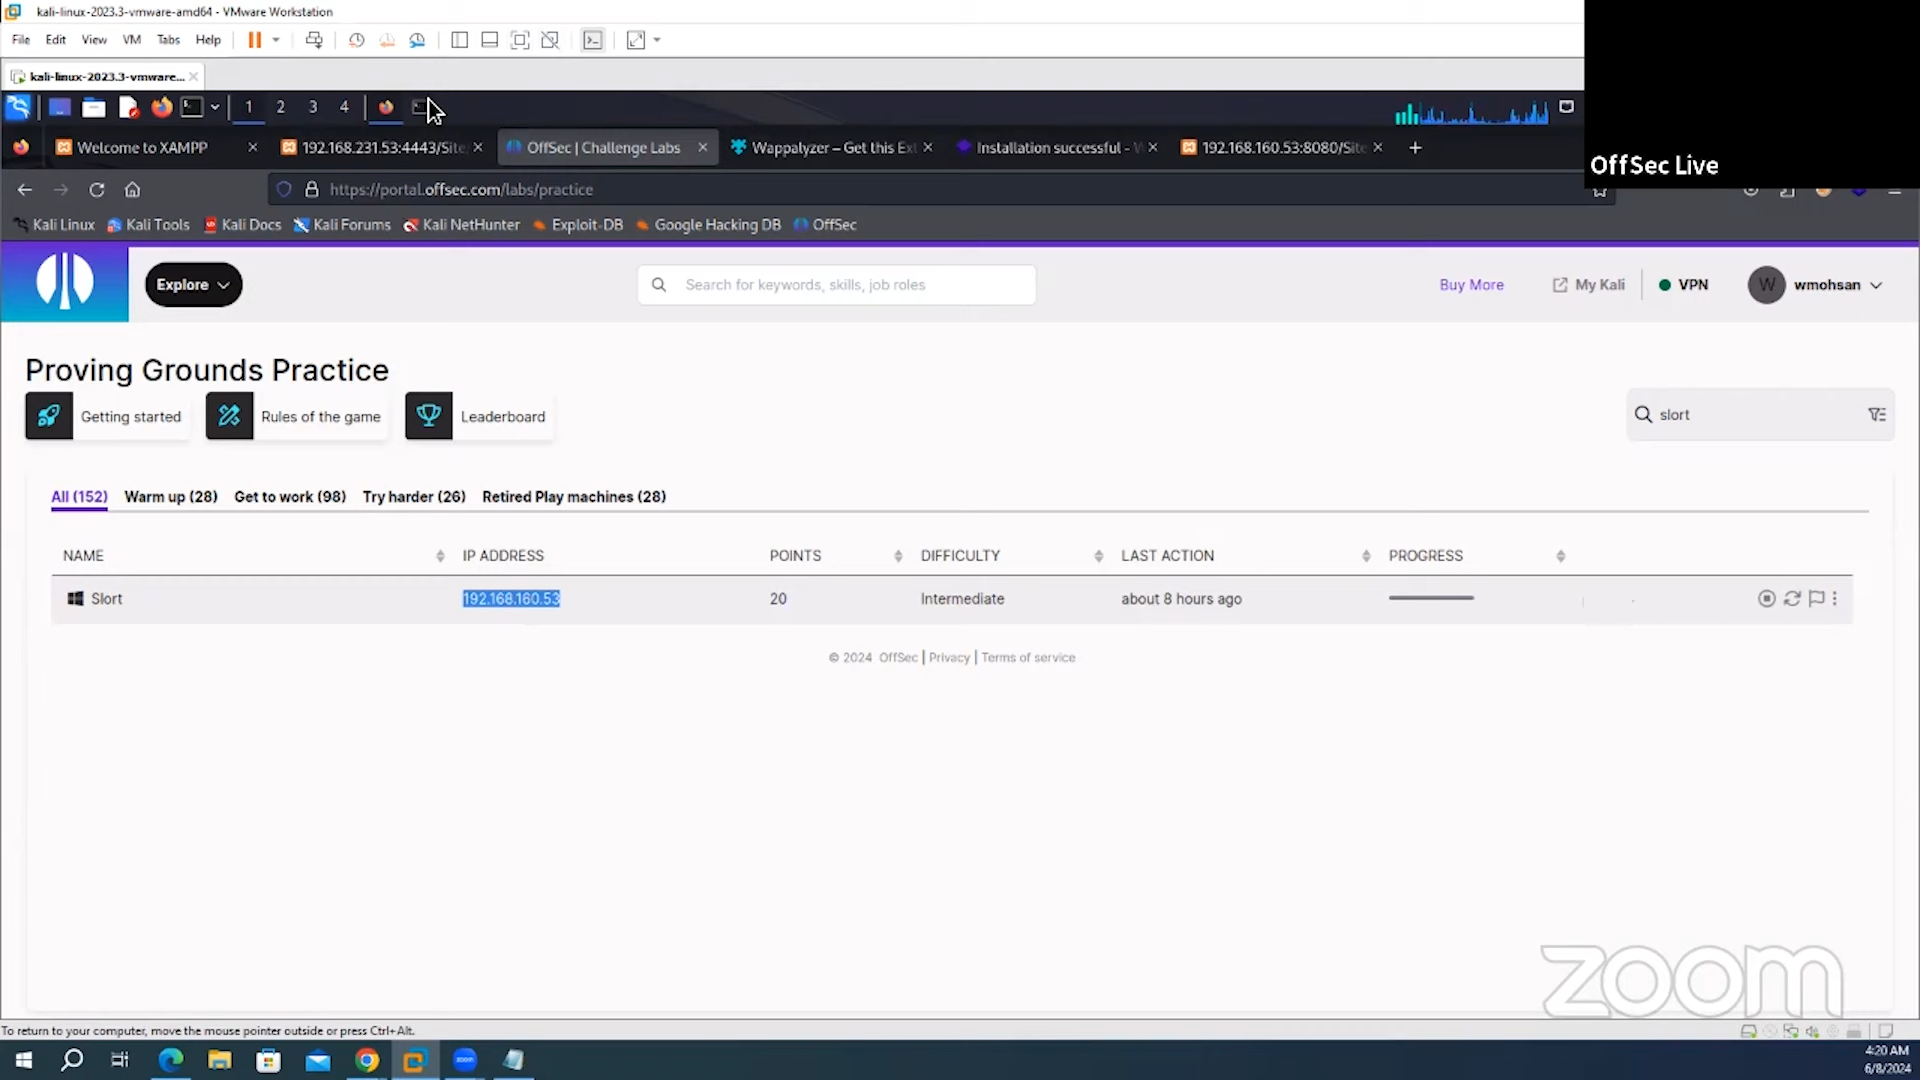 kali-linux-2023.3-vmware-amd64 - VMware Workstation
File Edit View VM Tabs Help
kali-linux-2023.3-vmware...
1 2 3 4
Welcome to XAMPP
192.168.231.53:4443/Site
OffSec | Challenge Labs
Wappalyzer – Get this Ext
Installation successful -
192.168.160.53:8080/Site
OffSec Live
https://portal.offsec.com/labs/practice
Kali Linux Kali Tools Kali Docs Kali Forums Kali NetHunter Exploit-DB Google Hacking DB OffSec
Explore
Search for keywords, skills, job roles
Buy More
My Kali
VPN
W
wmohsan
Proving Grounds Practice
Getting started
Rules of the game
Leaderboard
slort
All (152) Warm up (28) Get to work (98) Try harder (26) Retired Play machines (28)
NAME IP ADDRESS POINTS DIFFICULTY LAST ACTION PROGRESS
Slort 192.168.160.53 20 Intermediate about 8 hours ago
© 2024 OffSec | Privacy | Terms of service
zoom
To return to your computer, move the mouse pointer outside or press Ctrl+Alt.
zoom
4:20 AM
6/8/2024